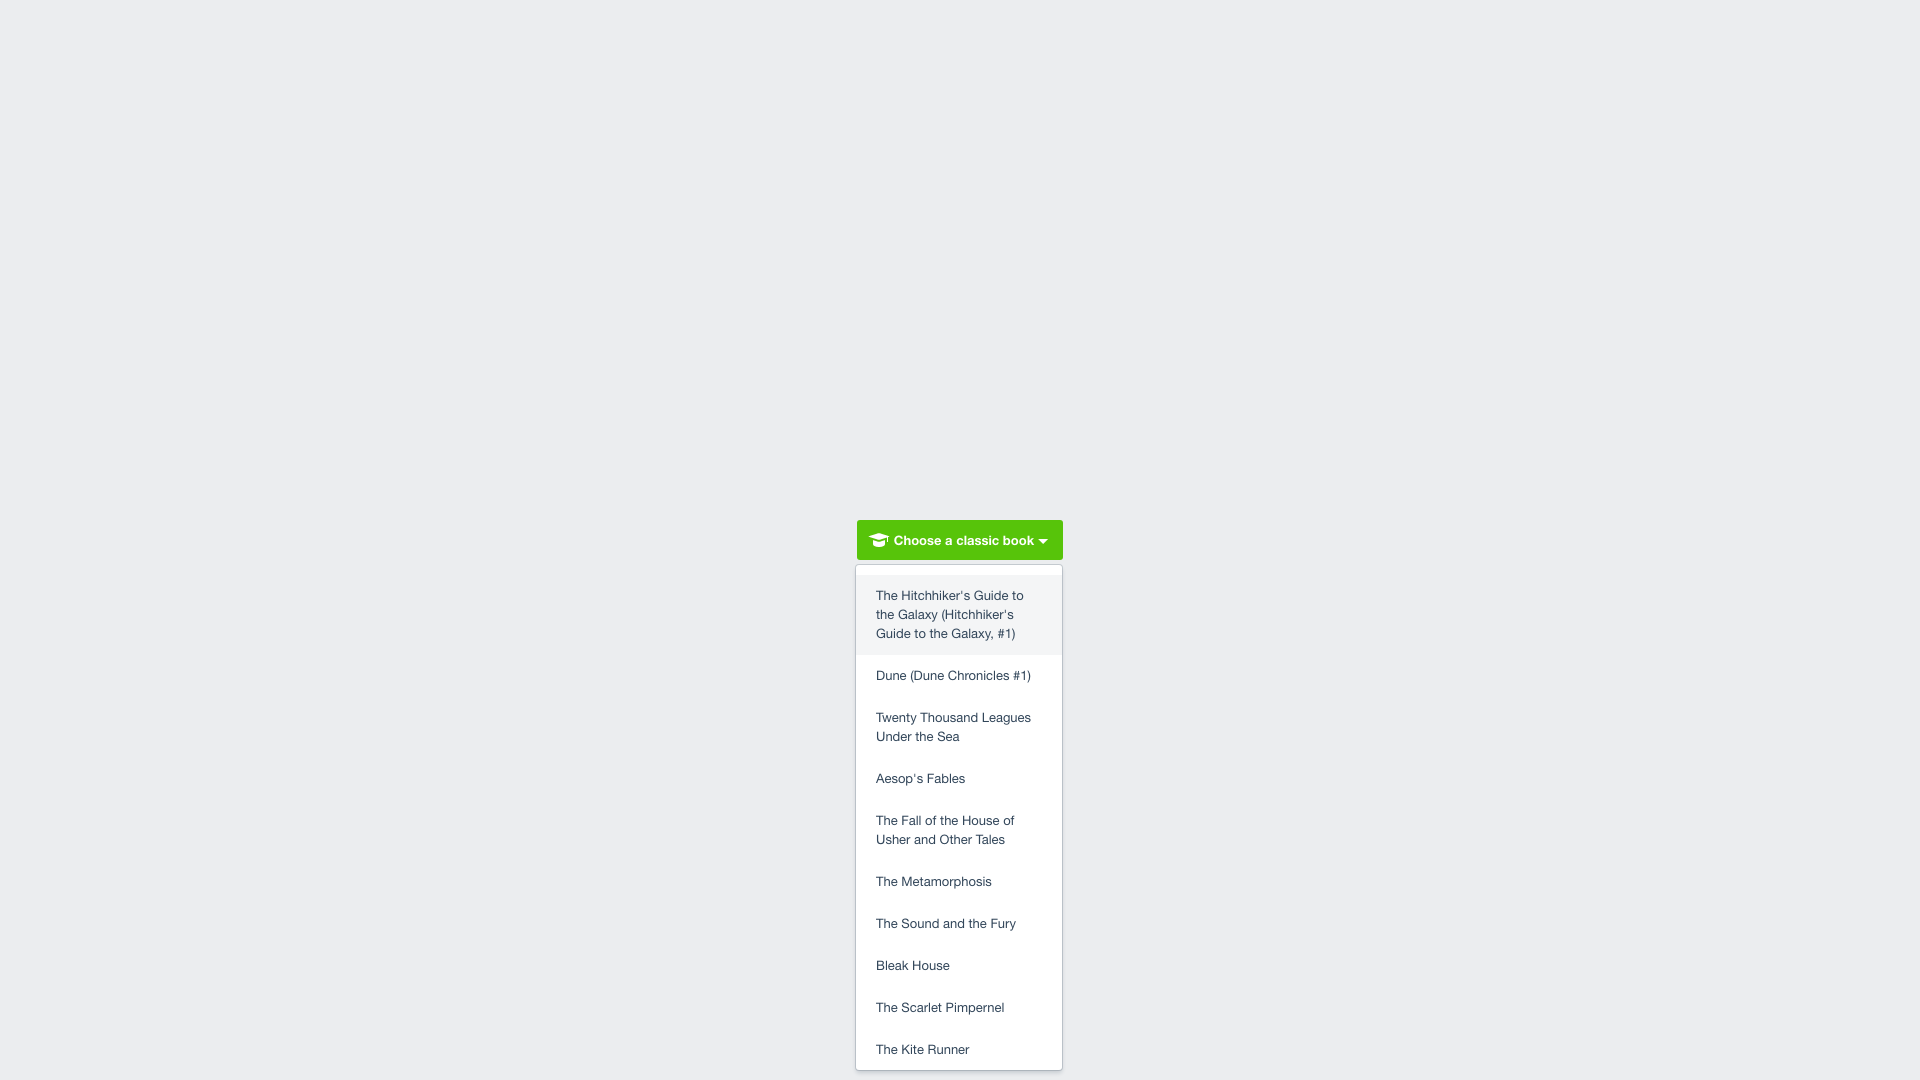 Choose a classic book
The Hitchhiker's Guide to
the Galaxy (Hitchhiker's
Guide to the Galaxy, #1)
Dune (Dune Chronicles #1)
Twenty Thousand Leagues
Under the Sea
Aesop's Fables
The Fall of the House of
Usher and Other Tales
The Metamorphosis
The Sound and the Fury
Bleak House
The Scarlet Pimpernel
The Kite Runner